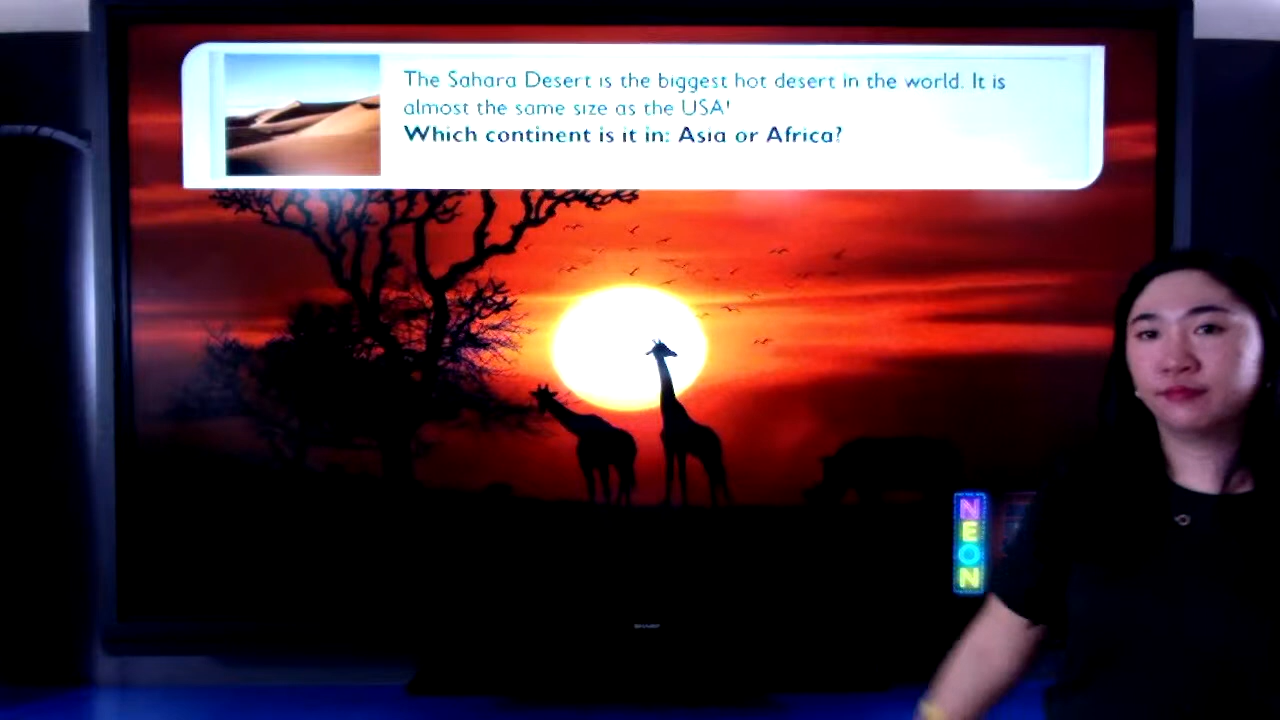 The Sahara Desert is the biggest hot desert in the world. It is
almost the same size as the USA!
Which continent is it in: Asia or Africa?
NEON
SHARP